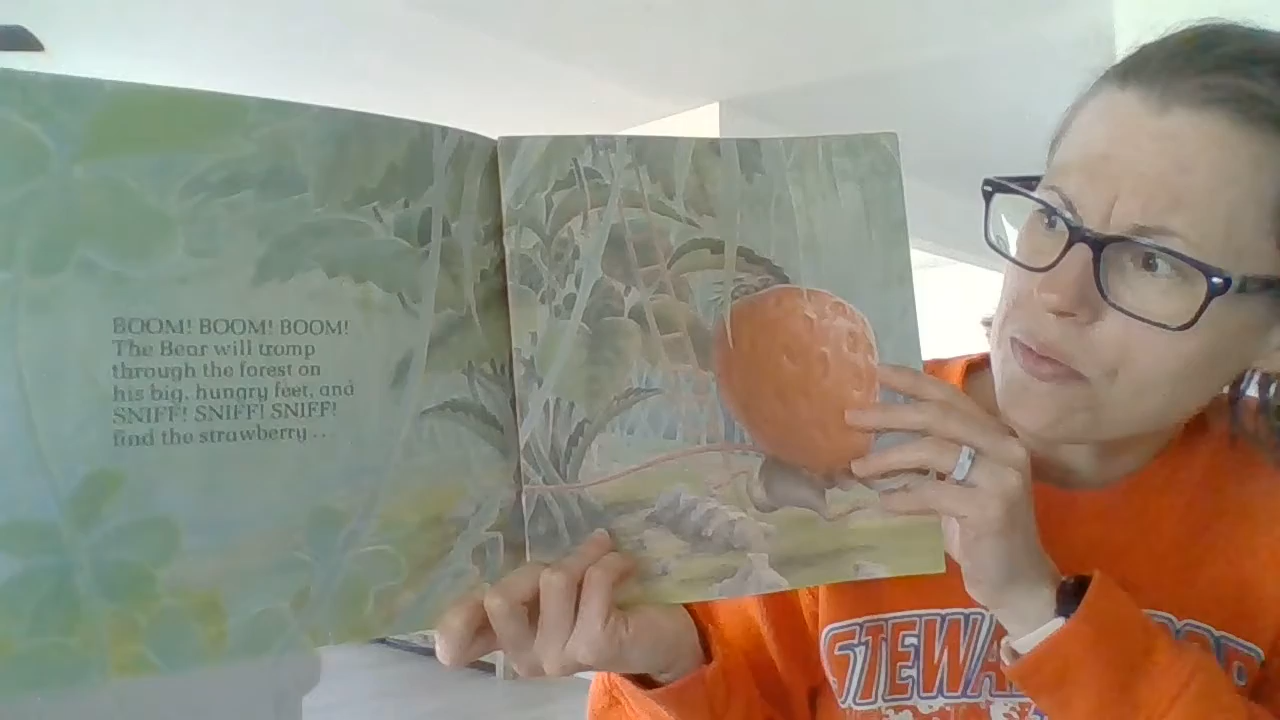 BOOM! BOOM! BOOM!
The Bear will tromp
through the forest on
his big, hungry feet, and
SNIFF! SNIFF! SNIFF!
find the strawberry . . .